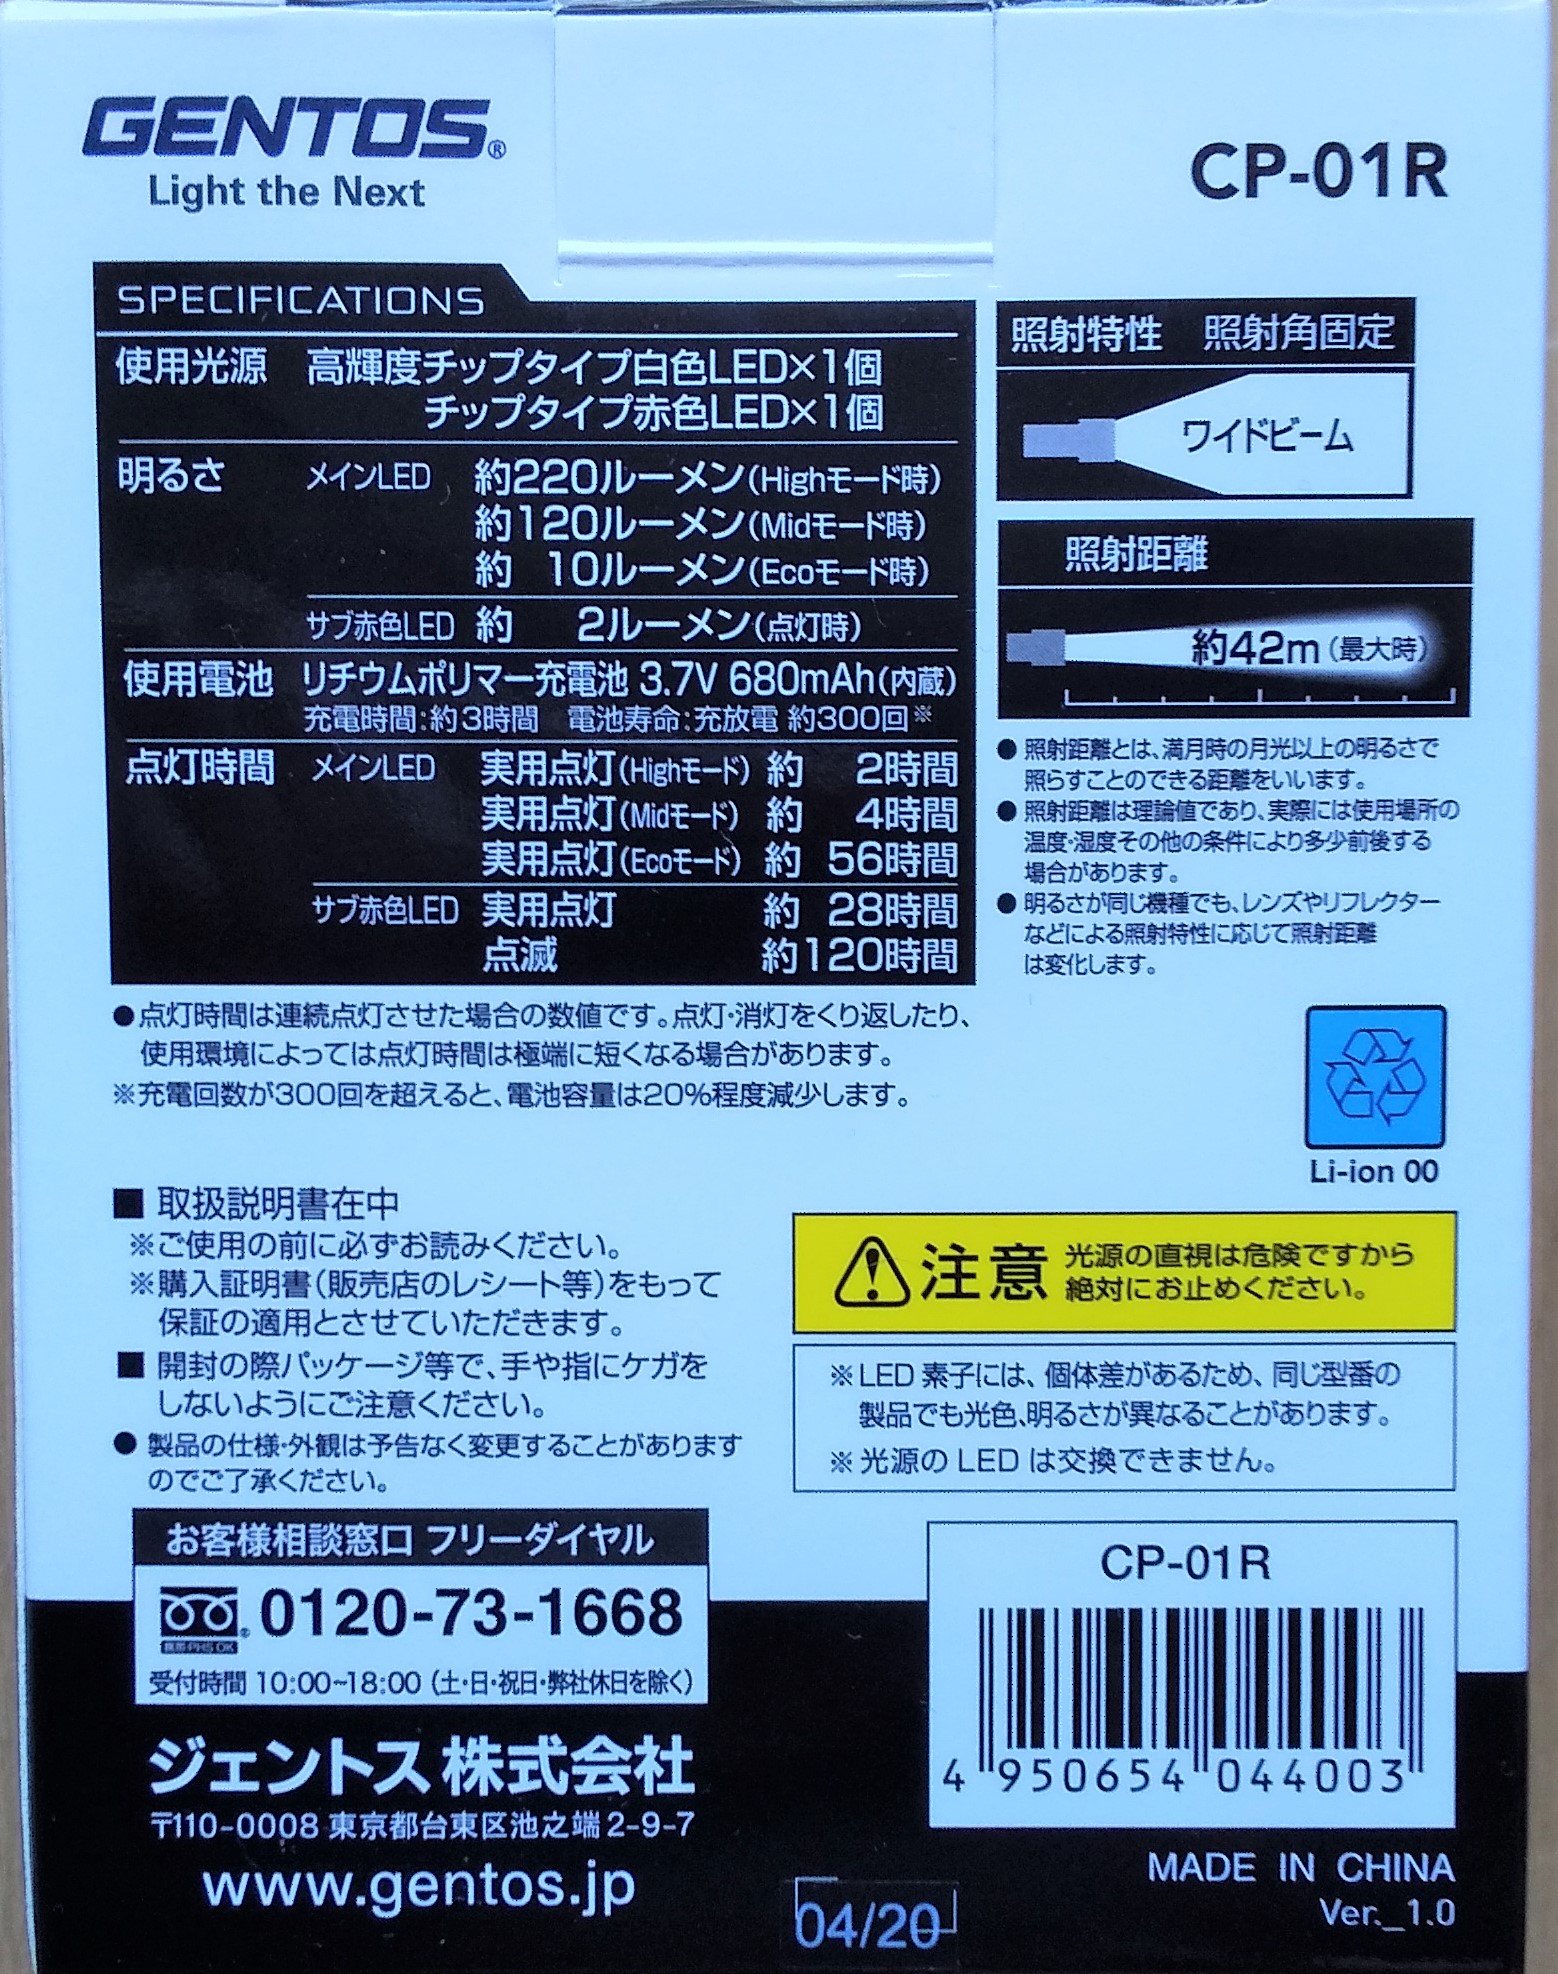 GENTOS®
Light the Next
CP-01R
SPECIFICATIONS
使用光源 高輝度チップタイプ白色LED×1個
チップタイプ赤色LED×1個
明るさ メインLED 約220ルーメン(Highモード時)
約120ルーメン(Midモード時)
約 10ルーメン(Ecoモード時)
サブ赤色LED 約 2ルーメン(点灯時)
使用電池 リチウムポリマー充電池 3.7V 680mAh(内蔵)
充電時間:約3時間 電池寿命:充放電 約300回※
点灯時間 メインLED 実用点灯(Highモード) 約 2時間
実用点灯(Midモード) 約 4時間
実用点灯(Ecoモード) 約 56時間
サブ赤色LED 実用点灯 約 28時間
点滅 約120時間
●点灯時間は連続点灯させた場合の数値です。点灯・消灯をくり返したり、
使用環境によっては点灯時間は極端に短くなる場合があります。
※充電回数が300回を超えると、電池容量は20%程度減少します。
照射特性 照射角固定
ワイドビーム
照射距離
約42m(最大時)
● 照射距離とは、満月時の月光以上の明るさで
照らすことのできる距離をいいます。
● 照射距離は理論値であり、実際には使用場所の
温度・湿度その他の条件により多少前後する
場合があります。
● 明るさが同じ機種でも、レンズやリフレクター
などによる照射特性に応じて照射距離
は変化します。
Li-ion 00
■ 取扱説明書在中
※ご使用の前に必ずお読みください。
※購入証明書(販売店のレシート等)をもって
保証の適用とさせていただきます。
■ 開封の際パッケージ等で、手や指にケガを
しないようにご注意ください。
● 製品の仕様・外観は予告なく変更することがあります
のでご了承ください。
注意 光源の直視は危険ですから
絶対にお止めください。
※LED 素子には、個体差があるため、同じ型番の
製品でも光色、明るさが異なることがあります。
※光源の LED は交換できません。
お客様相談窓口 フリーダイヤル
0120-73-1668
携帯・PHS OK
受付時間 10:00~18:00 (土・日・祝日・弊社休日を除く)
ジェントス 株式会社
〒110-0008 東京都台東区池之端 2-9-7
www.gentos.jp
CP-01R
4 950654 044003
MADE IN CHINA
Ver._1.0
04/20